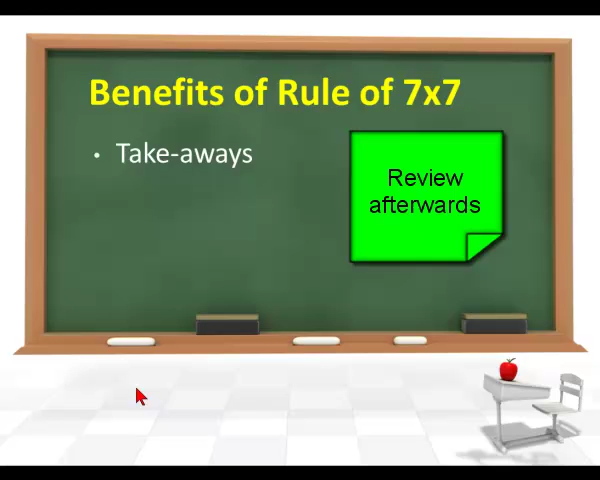 Benefits of Rule of 7x7
• Take-aways
Review
afterwards